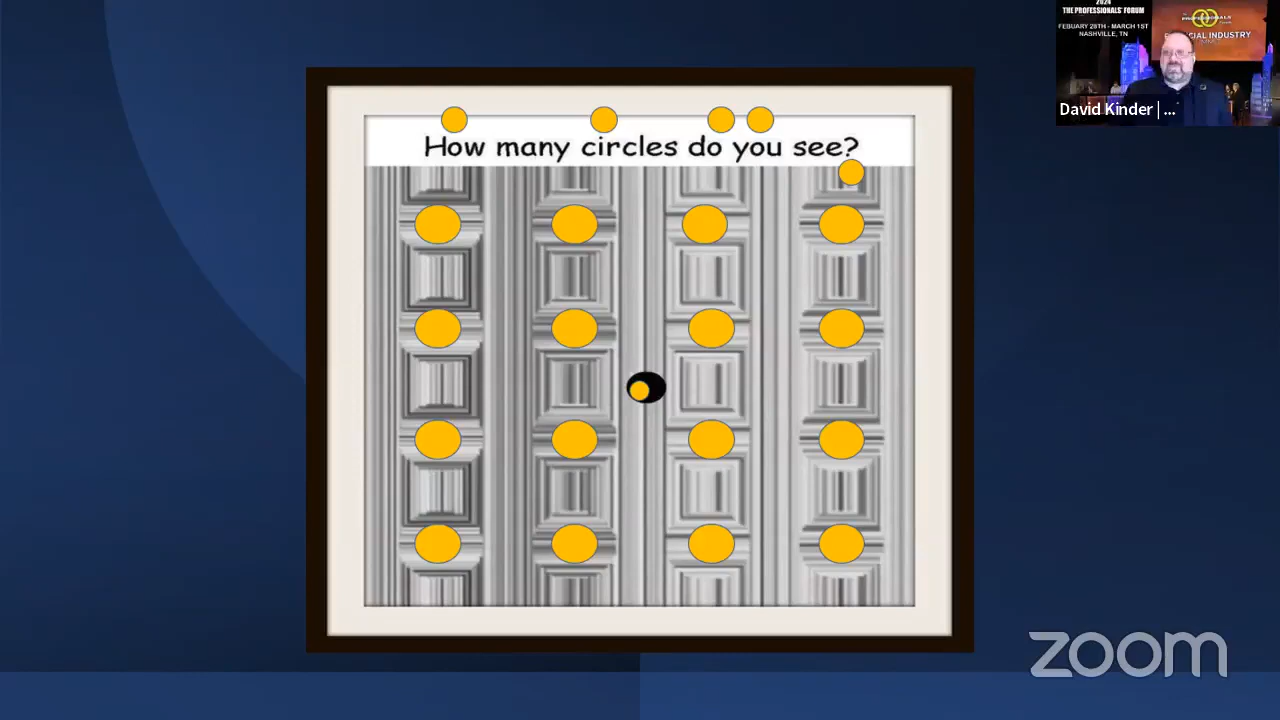 2024
THE PROFESSIONALS' FORUM
FEBUARY 28TH - MARCH 1ST
NASHVILLE, TN
David Kinder | ...
How many circles do you see?
zoom